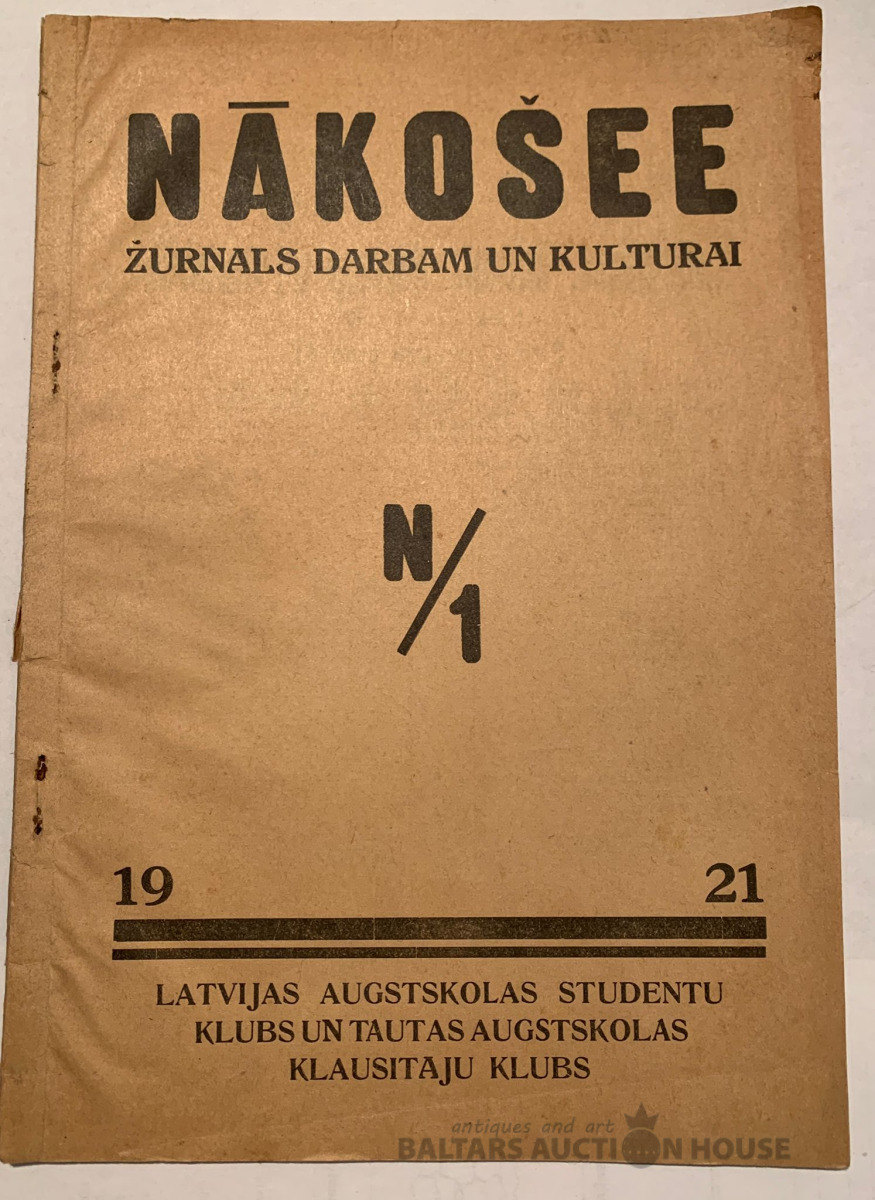 NĀKOŠEE
ŽURNALS DARBAM UN KULTURAI
N/1
19 21
LATVIJAS AUGSTSKOLAS STUDENTU
KLUBS UN TAUTAS AUGSTSKOLAS
KLAUSITĀJU KLUBS
antiques and art
BALTARS AUCTION HOUSE